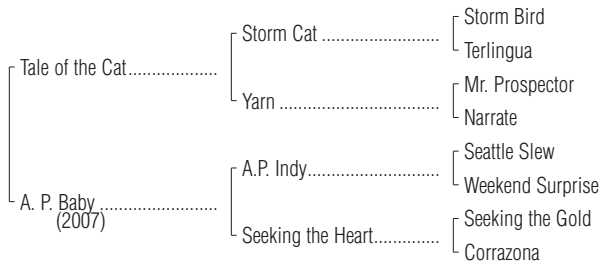 Storm Bird
Storm Cat ......................
Terlingua
Tale of the Cat.................
Mr. Prospector
Yarn ..............................
Narrate
Seattle Slew
A.P. Indy.........................
Weekend Surprise
A. P. Baby ......................
(2007)
Seeking the Gold
Seeking the Heart.............
Corrazona